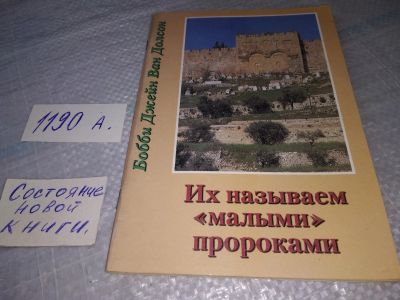 1190 А.
Состояние
новой
книги.
Бобби Джейн Ван Долсон
Их называем
«малыми»
пророками